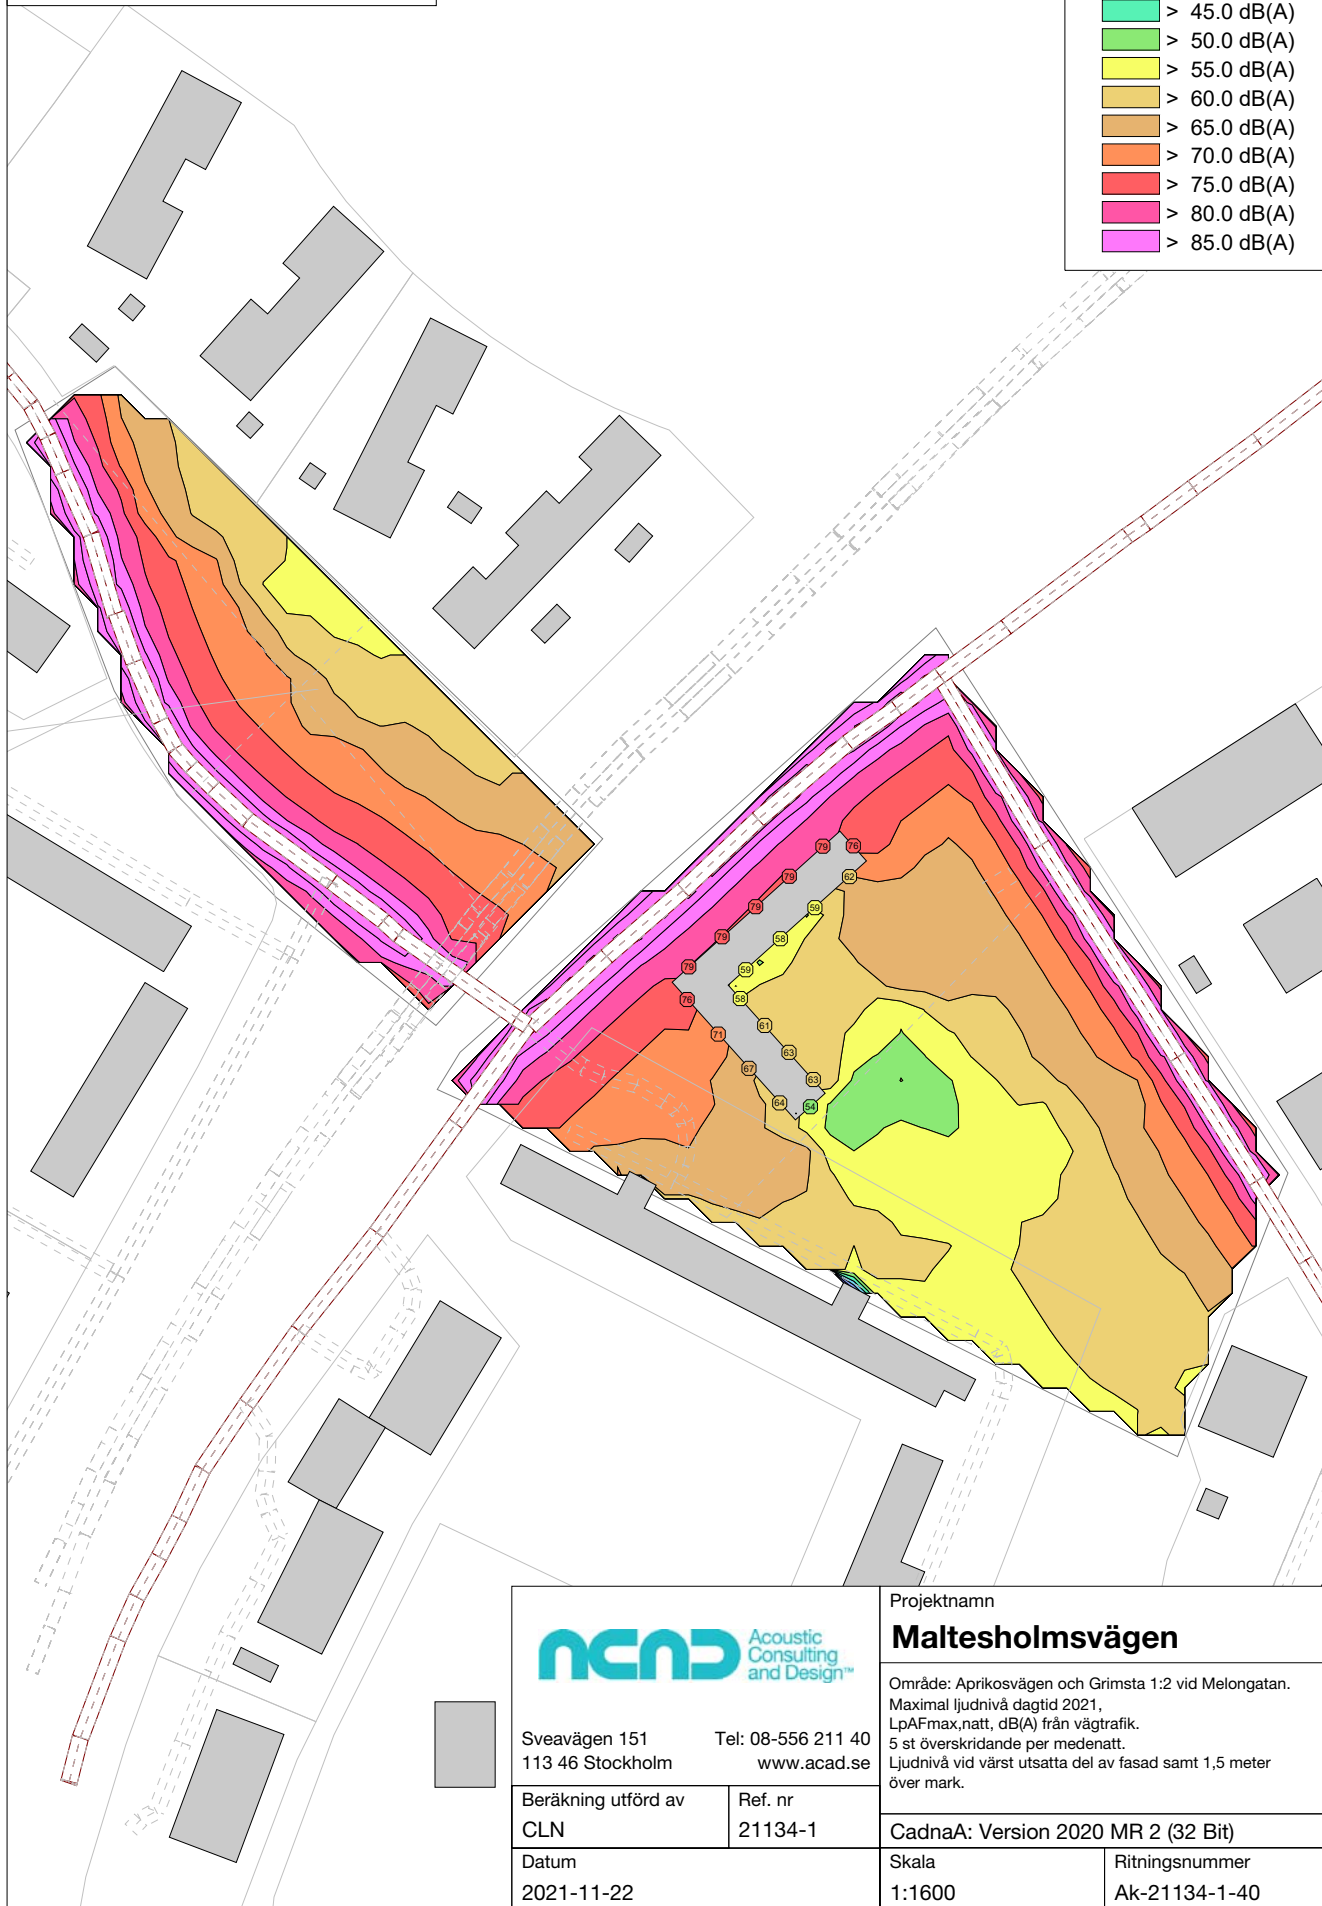 > 45.0 dB(A)
> 50.0 dB(A)
> 55.0 dB(A)
> 60.0 dB(A)
> 65.0 dB(A)
> 70.0 dB(A)
> 75.0 dB(A)
> 80.0 dB(A)
> 85.0 dB(A)
79
76
79
62
79
59
79
58
79
59
76
58
71
61
67
63
63
64
54
ACAD Acoustic
Consulting
and Design™
Sveavägen 151 Tel: 08-556 211 40
113 46 Stockholm www.acad.se
Beräkning utförd av
CLN
Ref. nr
21134-1
Datum
2021-11-22
Projektnamn
Maltesholmsvägen
Område: Aprikosvägen och Grimsta 1:2 vid Melongatan.
Maximal ljudnivå dagtid 2021,
LpAFmax,natt, dB(A) från vägtrafik.
5 st överskridande per medenatt.
Ljudnivå vid värst utsatta del av fasad samt 1,5 meter
över mark.
CadnaA: Version 2020 MR 2 (32 Bit)
Skala
1:1600
Ritningsnummer
Ak-21134-1-40